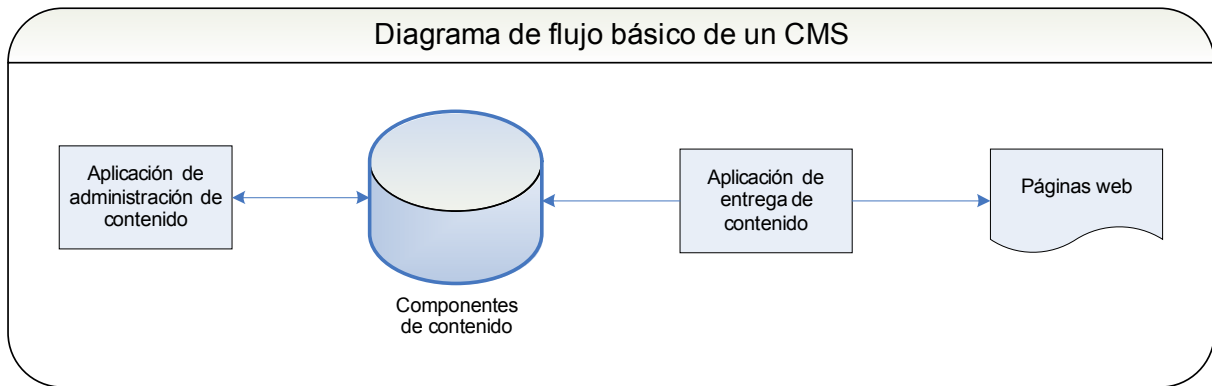 Diagrama de flujo básico de un CMS
Aplicación de
administración de
contenido
Componentes
de contenido
Aplicación de
entrega de
contenido
Páginas web